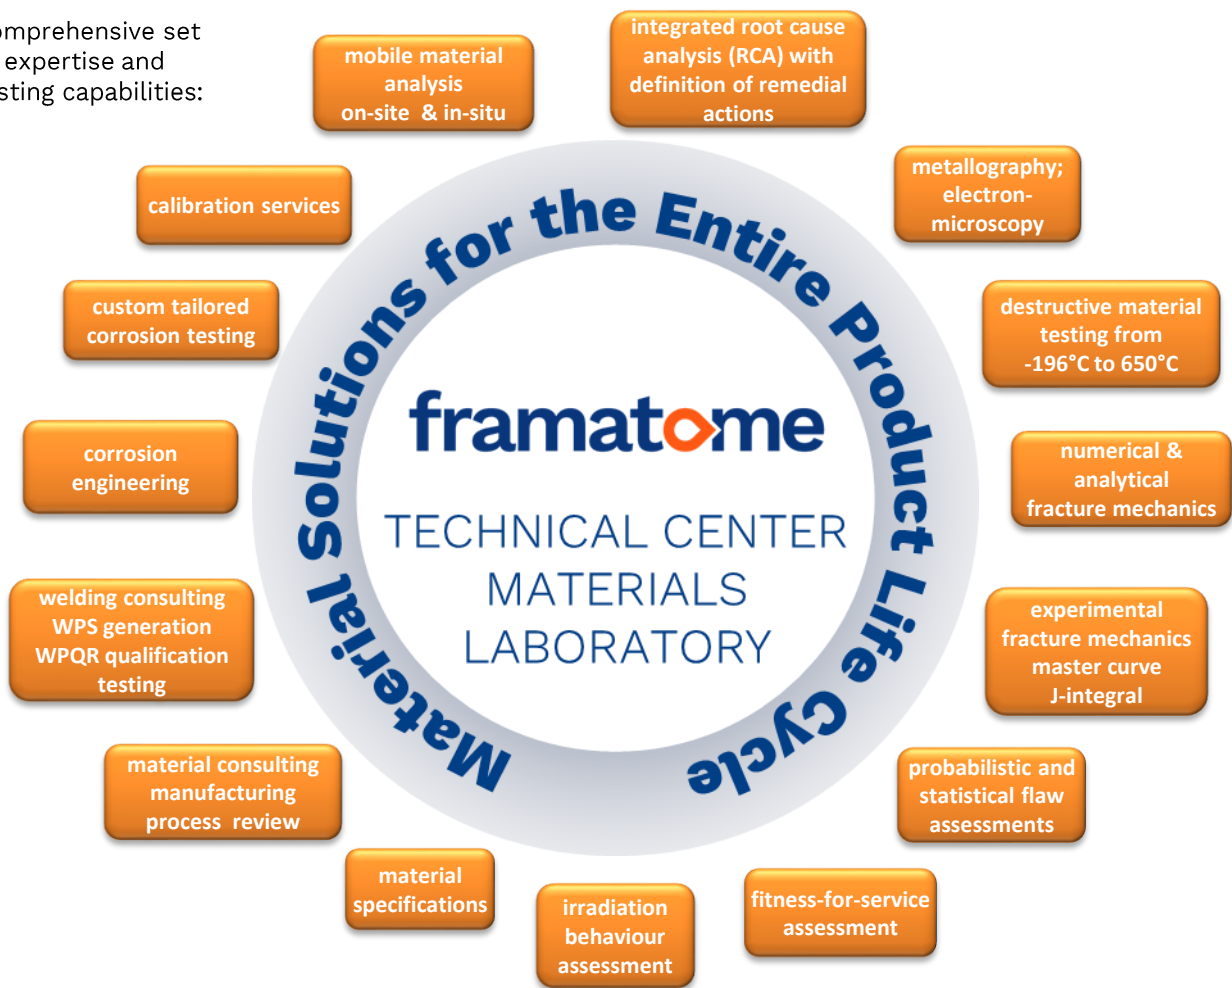 omprehensive set
expertise and
sting capabilities:
mobile material
analysis
on-site & in-situ
integrated root cause
analysis (RCA) with
definition of remedial
actions
metallography;
electron-
microscopy
destructive material
testing from
-196°C to 650°C
numerical &
analytical
fracture mechanics
experimental
fracture mechanics
master curve
J-integral
probabilistic and
statistical flaw
assessments
fitness-for-service
assessment
irradiation
behaviour
assessment
material
specifications
material consulting
manufacturing
process review
welding consulting
WPS generation
WPQR qualification
testing
corrosion
engineering
custom tailored
corrosion testing
calibration services
Material Solutions for the Entire Product Life Cycle
framatome
TECHNICAL CENTER
MATERIALS
LABORATORY